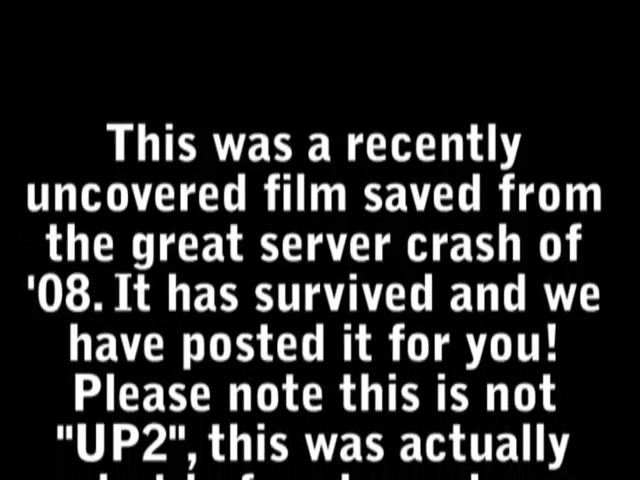 This was a recently
uncovered film saved from
the great server crash of
'08. It has survived and we
have posted it for you!
Please note this is not
"UP2", this was actually